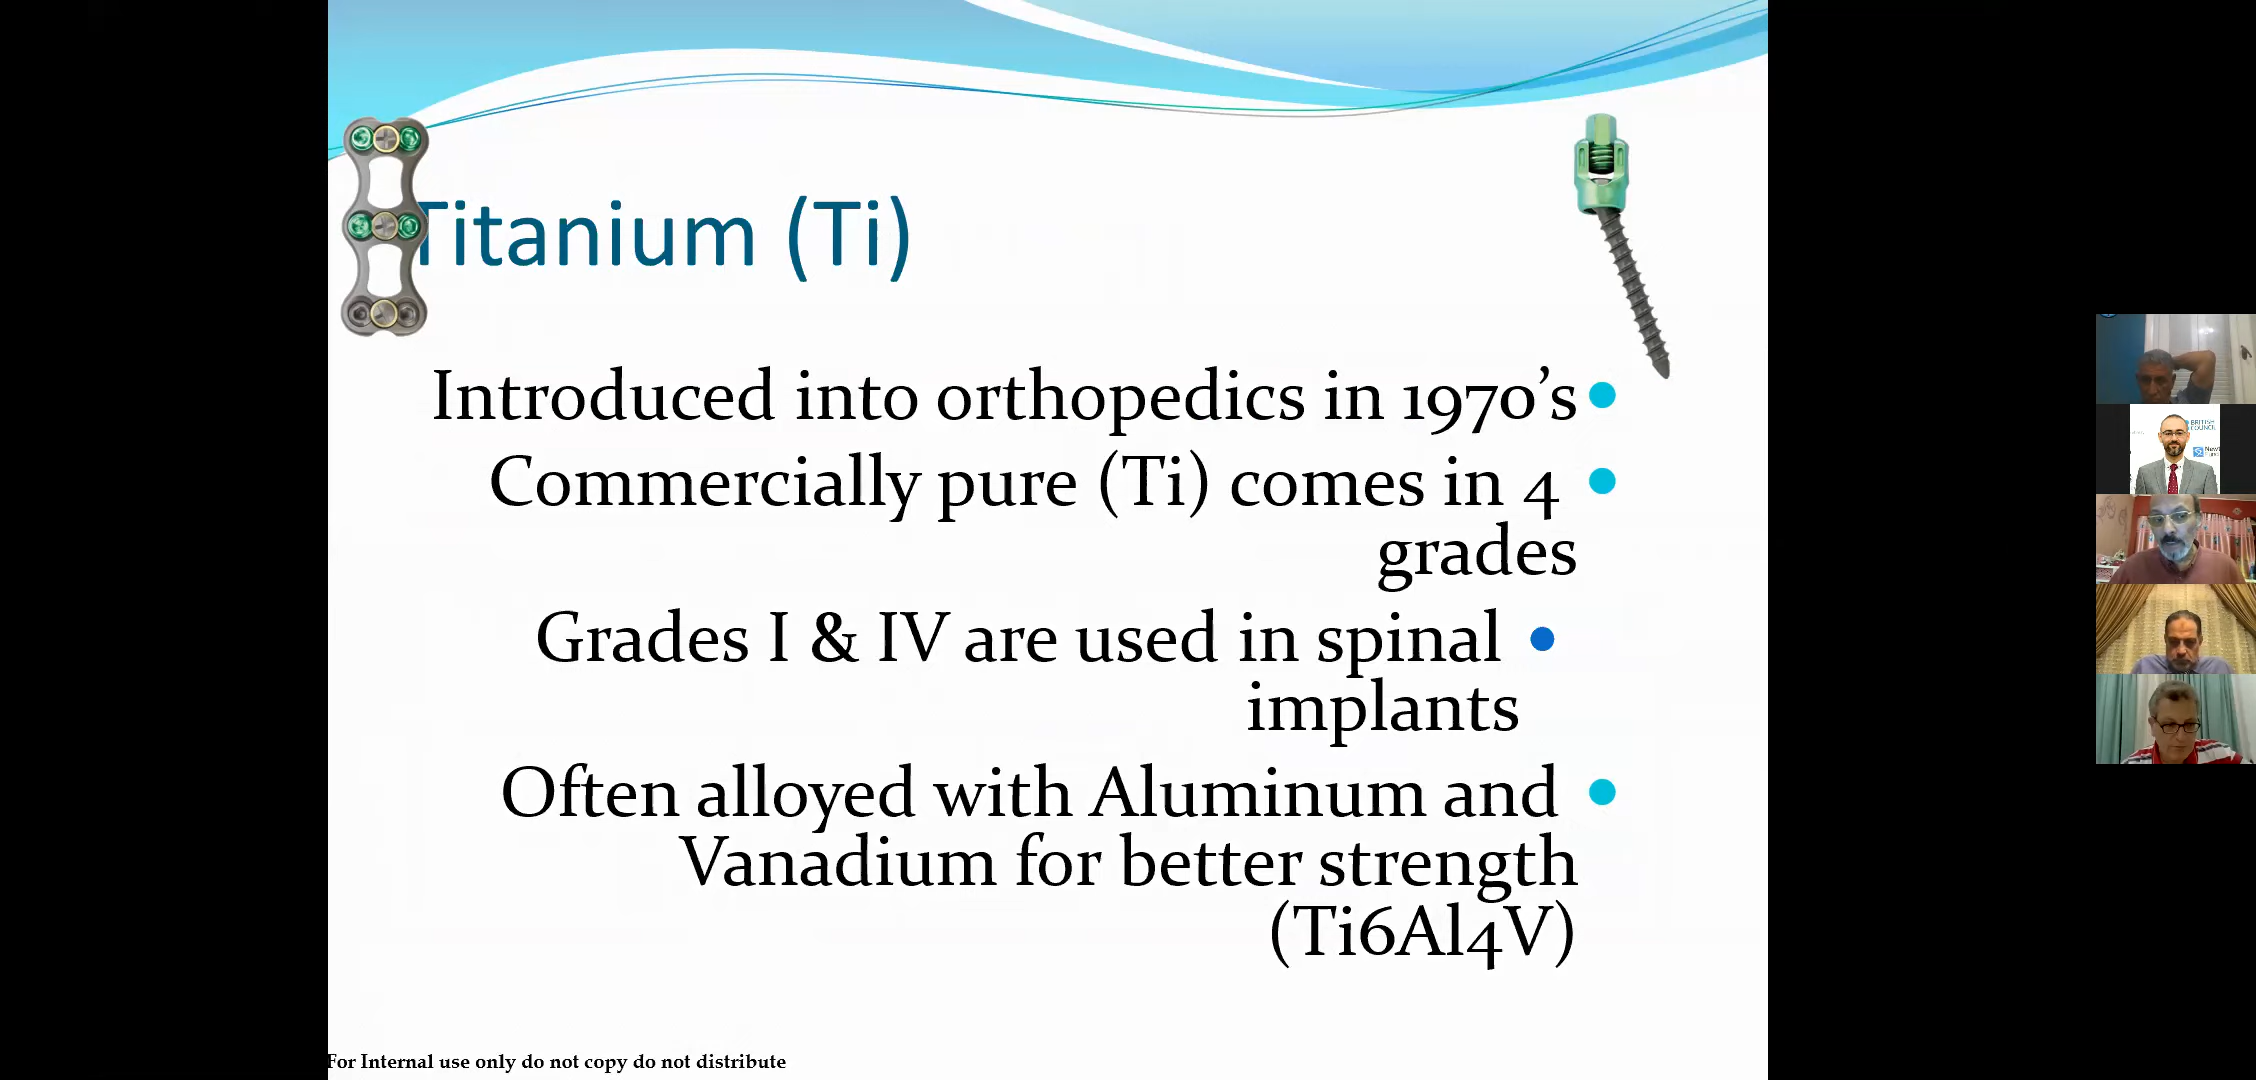 Titanium (Ti)
Introduced into orthopedics in 1970’s
Commercially pure (Ti) comes in 4
grades
Grades I & IV are used in spinal
implants
Often alloyed with Aluminum and
Vanadium for better strength
(Ti6Al4V)
For Internal use only do not copy do not distribute
BRITISH
COUNCIL